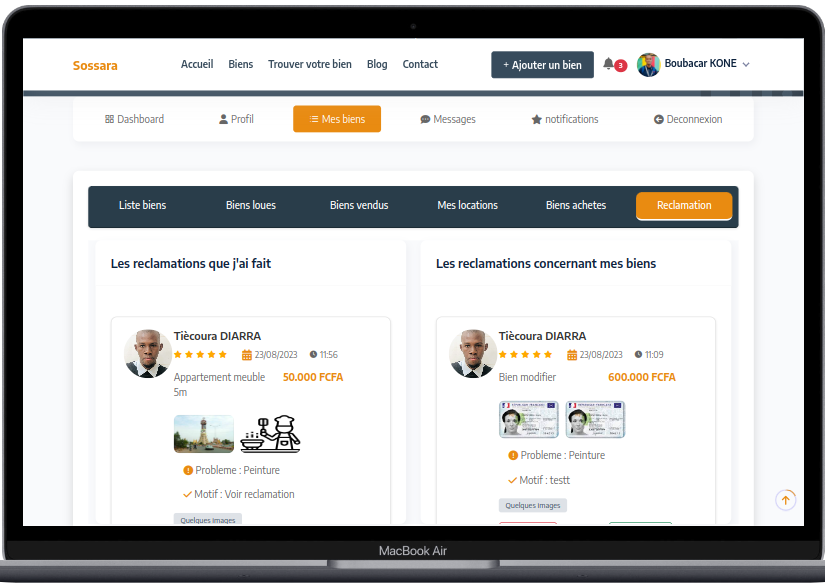 Sossara
Accueil
Biens
Trouver votre bien
Blog
Contact
+ Ajouter un bien
3
Boubacar KONE
Dashboard
Profil
Mes biens
Messages
notifications
Deconnexion
Liste biens
Biens loues
Biens vendus
Mes locations
Biens achetes
Reclamation
Les reclamations que j'ai fait
Tiècoura DIARRA
23/08/2023 11:56
Appartement meuble 50.000 FCFA
5m
Probleme : Peinture
Motif : Voir reclamation
Quelques images
Les reclamations concernant mes biens
Tiècoura DIARRA
23/08/2023 11:09
Bien modifier 600.000 FCFA
Probleme : Peinture
Motif : testt
Quelques images
MacBook Air